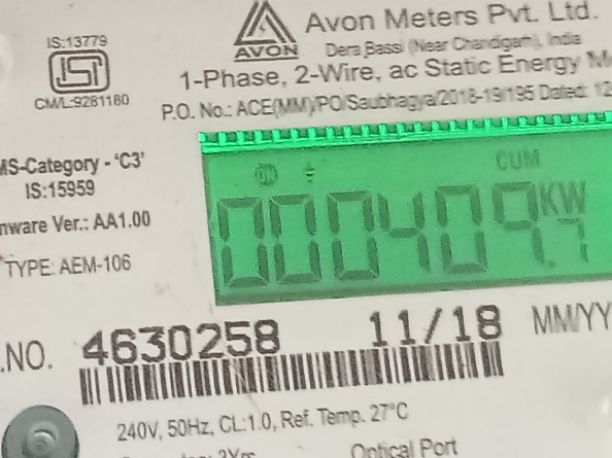 IS:13779
Avon Meters Pvt. Ltd.
AVON
Dera Bassi (Near Chandigarh), India
CM/L:9281180
1-Phase, 2-Wire, ac Static Energy
P.O. No.: ACE(MM)/PO/Saubhagya/2018-19/195 Dated: 12
MS-Category - 'C3'
IS:15959
Ver.: AA1.00
TYPE: AEM-106
CUM
000409.7 KW
.NO. 4630258 11/18 MM/YY
240V, 50Hz, CL:1.0, Ref. Temp. 27°C
Optical Port